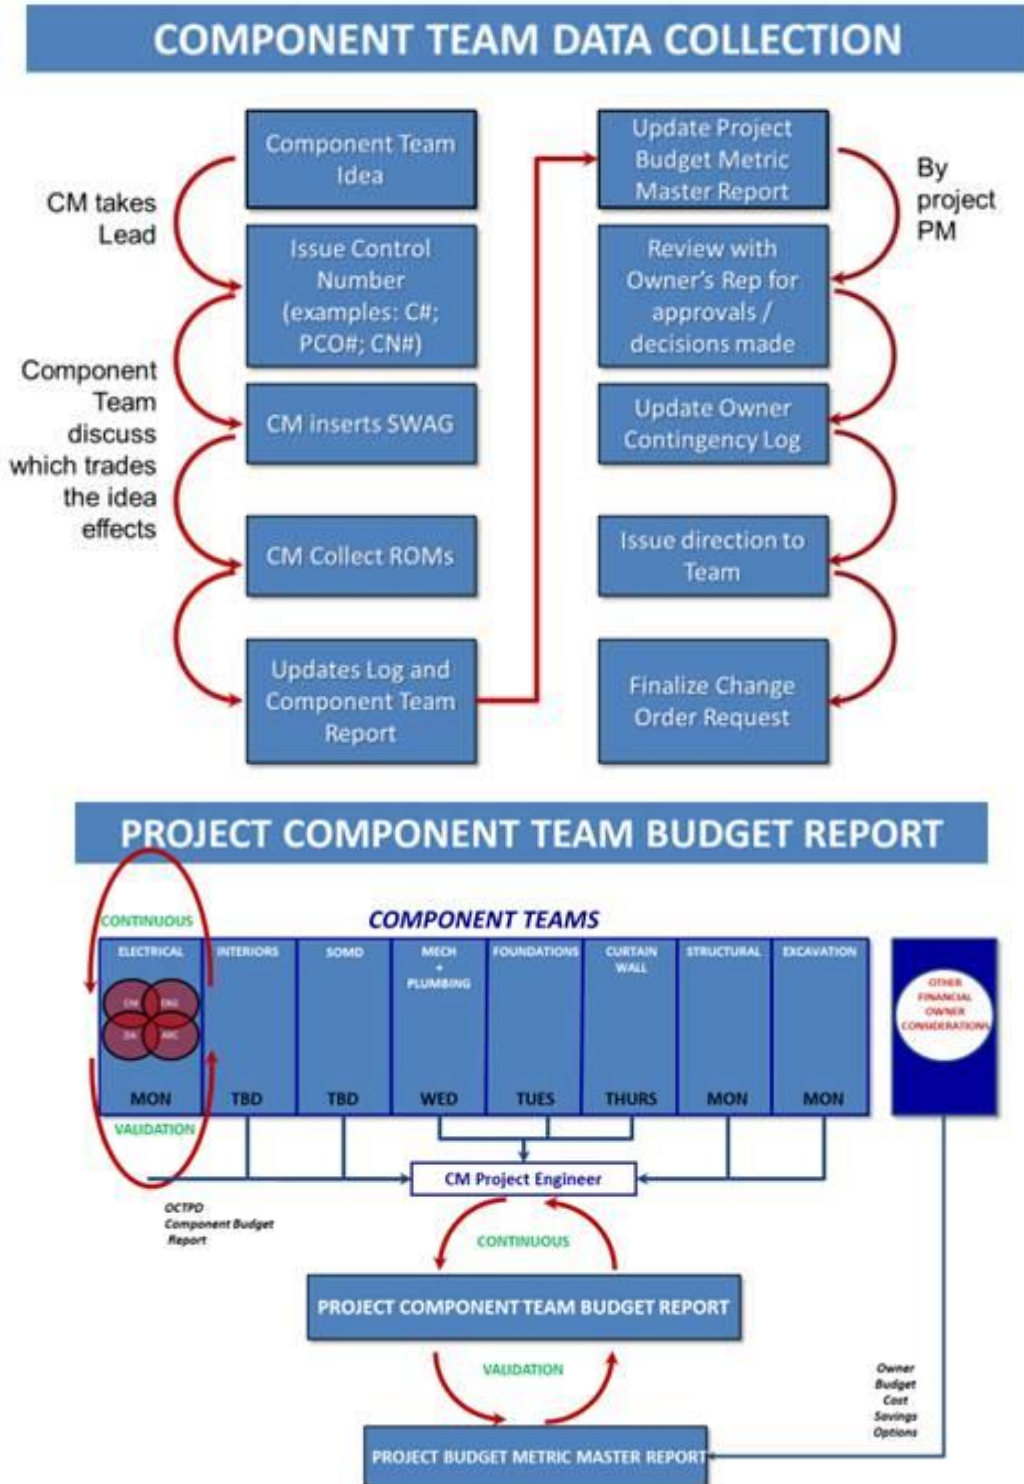 COMPONENT TEAM DATA COLLECTION
CM takes
Lead
Component
Team
discuss
which trades
the idea
effects
Component Team
Idea
Issue Control
Number
(examples: C#;
PCO#; CN#)
CM inserts SWAG
CM Collect ROMs
Updates Log and
Component Team
Report
Update Project
Budget Metric
Master Report
Review with
Owner's Rep for
approvals /
decisions made
Update Owner
Contingency Log
Issue direction to
Team
Finalize Change
Order Request
By
project
PM
PROJECT COMPONENT TEAM BUDGET REPORT
CONTINUOUS
COMPONENT TEAMS
ELECTRICAL
INTERIORS
SOMD
MECH
+
PLUMBING
FOUNDATIONS
CURTAIN
WALL
STRUCTURAL
EXCAVATION
OTHER
FINANCIAL
OWNER
CONSIDERATIONS
MON
TBD
TBD
WED
TUES
THURS
MON
MON
VALIDATION
CM Project Engineer
OCTPD
Component Budget
Report
CONTINUOUS
PROJECT COMPONENT TEAM BUDGET REPORT
VALIDATION
Owner
Budget
Cost
Savings
Options
PROJECT BUDGET METRIC MASTER REPORT